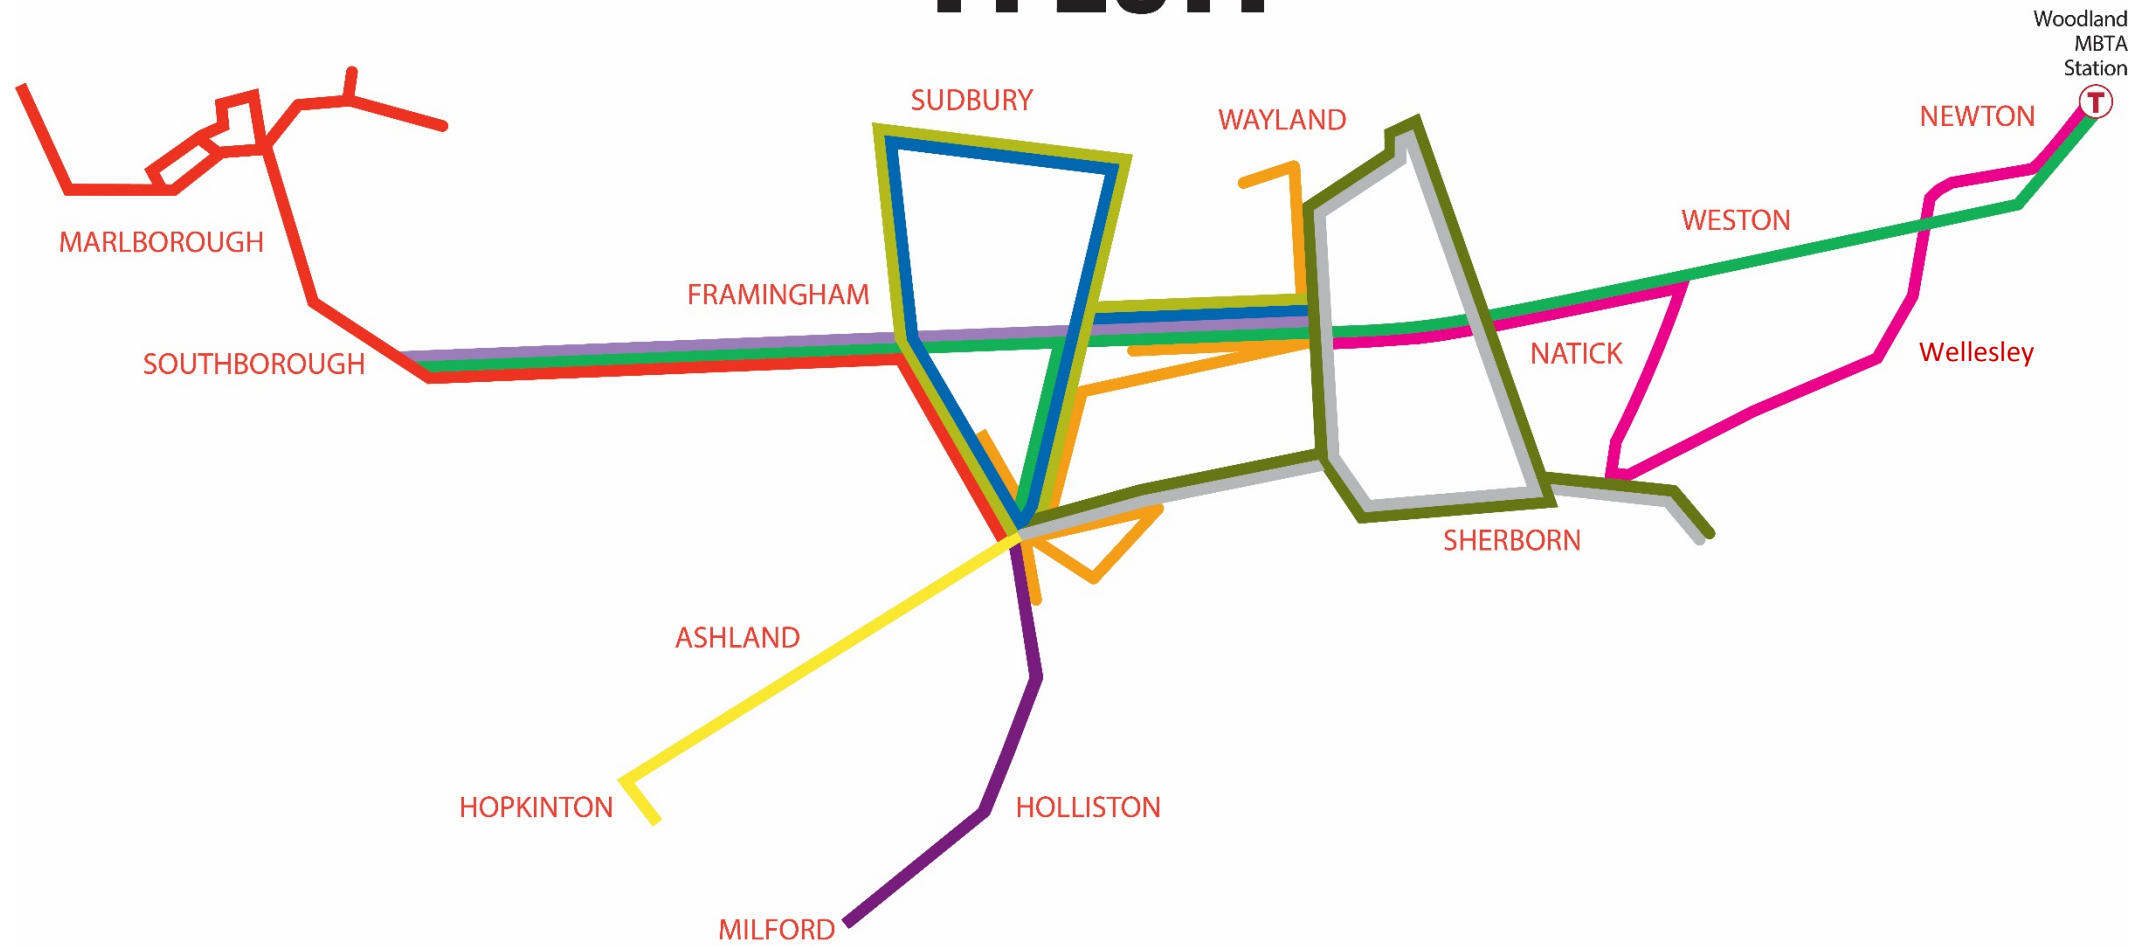 Woodland
MBTA
Station
T
SUDBURY
WAYLAND
NEWTON
MARLBOROUGH
WESTON
FRAMINGHAM
SOUTHBOROUGH
NATICK
Wellesley
SHERBORN
ASHLAND
HOPKINTON
HOLLISTON
MILFORD